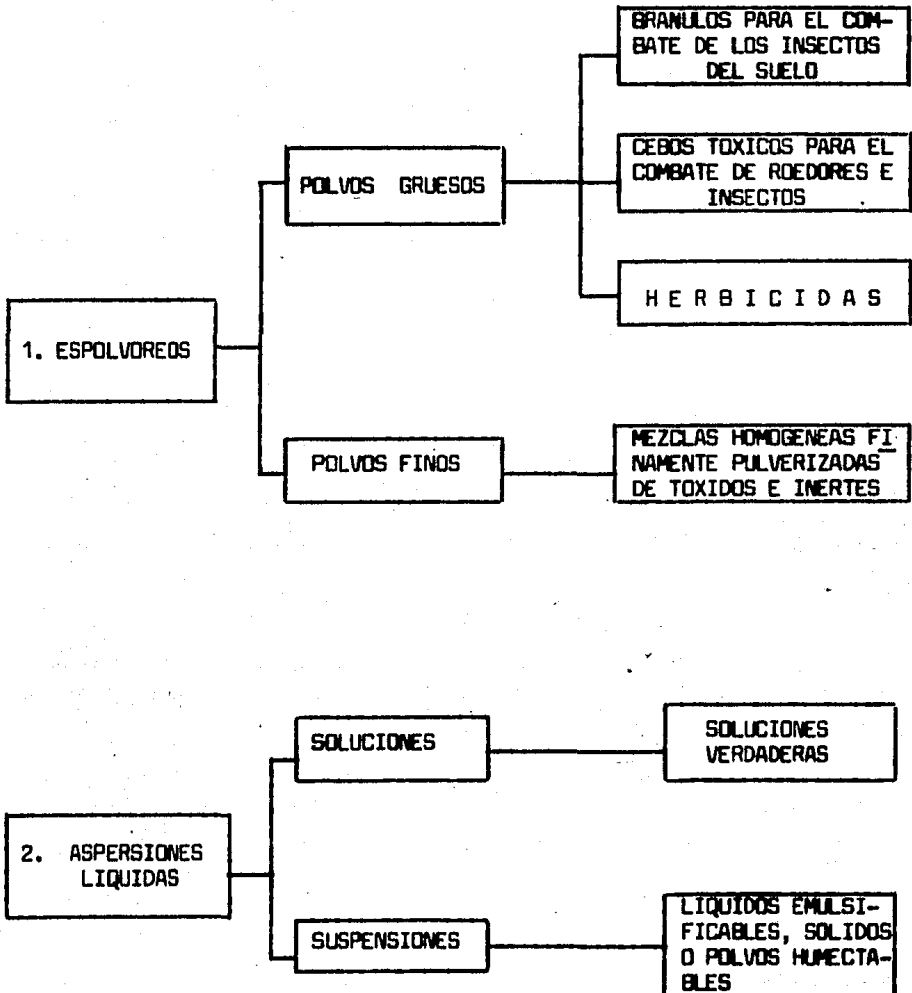 GRANULOS PARA EL COM-
BATE DE LOS INSECTOS
DEL SUELO
POLVOS GRUESOS
CEBOS TOXICOS PARA EL
COMBATE DE ROEDORES E
INSECTOS
HERBICIDAS
1. ESPOLVOREOS
POLVOS FINOS
MEZCLAS HOMOGENEAS FI
NAMENTE PULVERIZADAS
DE TOXIDOS E INERTES
SOLUCIONES
SOLUCIONES
VERDADERAS
2. ASPERSIONES
LIQUIDAS
SUSPENSIONES
LIQUIDOS EMULSI-
FICABLES, SOLIDOS
O POLVOS HUMECTA-
BLES